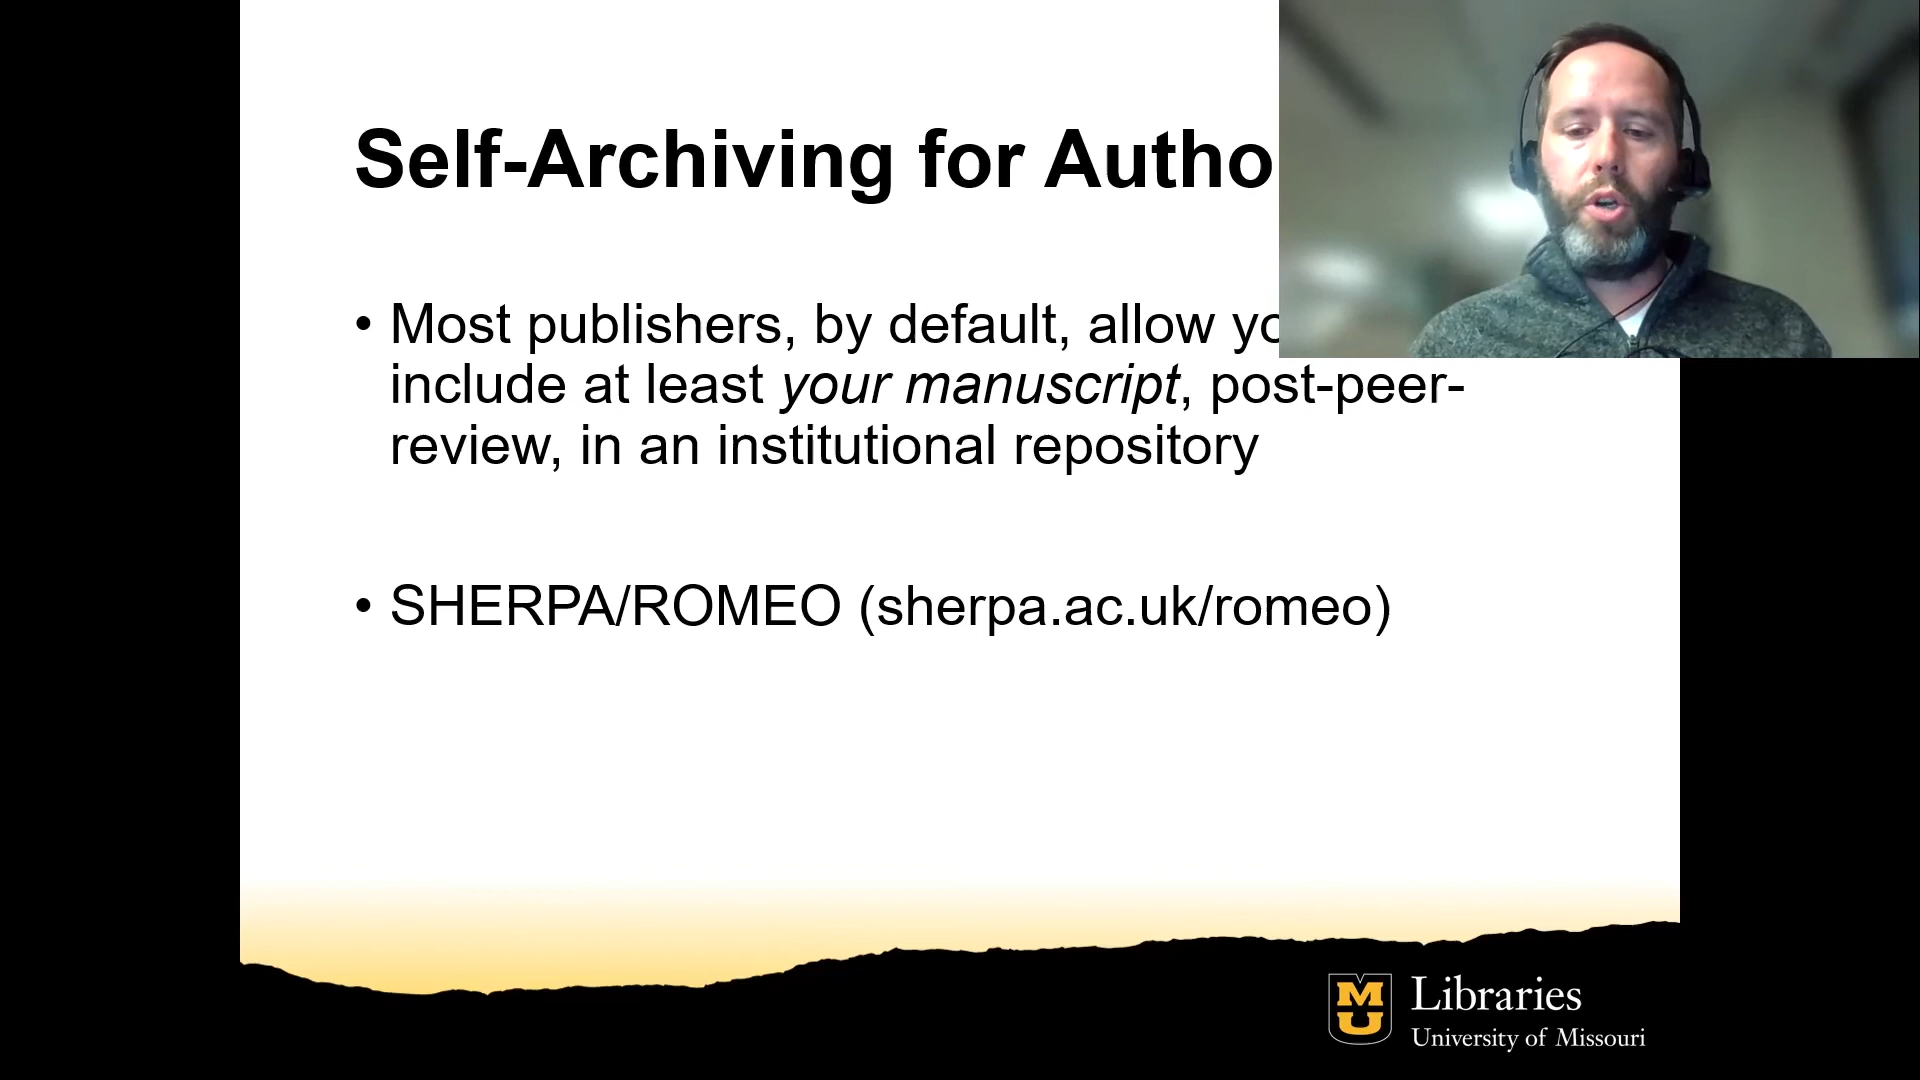 Self-Archiving for Autho
• Most publishers, by default, allow yo
include at least your manuscript, post-peer-
review, in an institutional repository
• SHERPA/ROMEO (sherpa.ac.uk/romeo)
MU
Libraries
University of Missouri